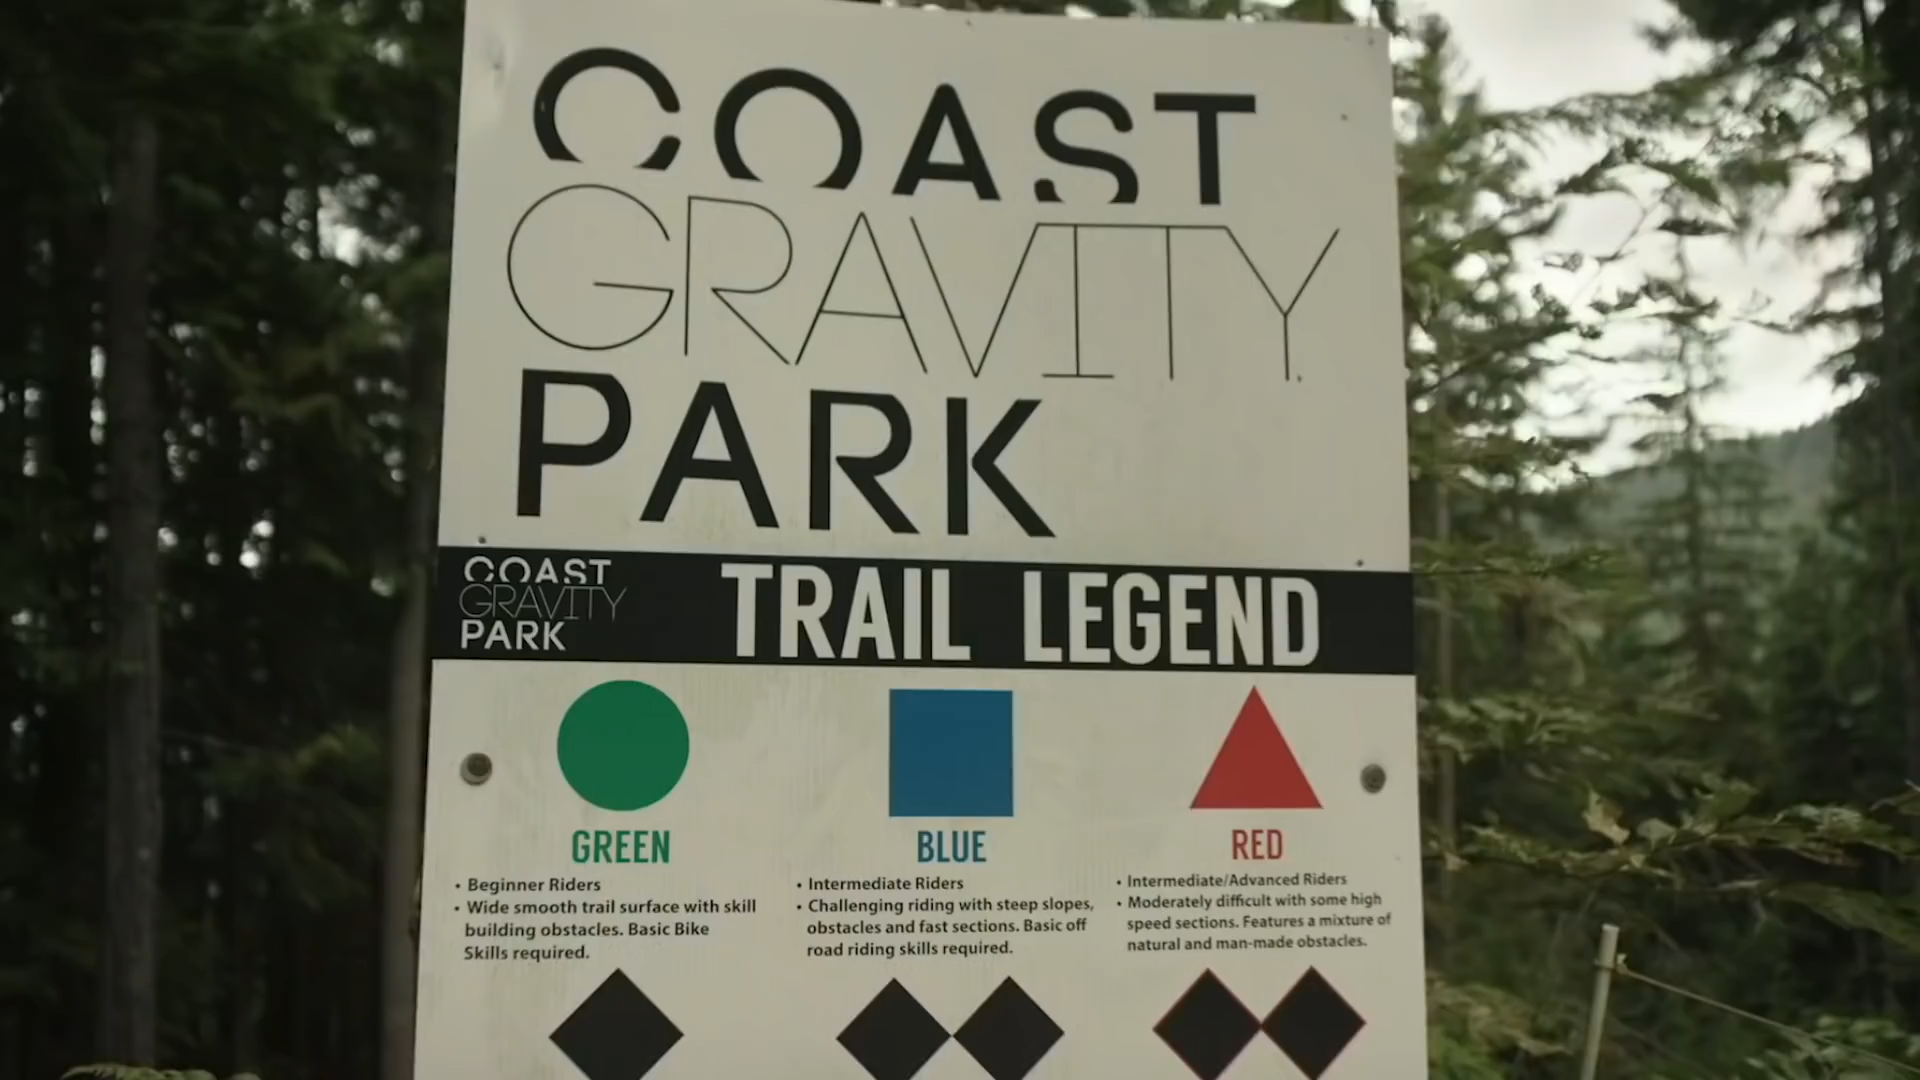 COAST
GRAVITY
PARK
COAST
GRAVITY
PARK
TRAIL LEGEND
GREEN
• Beginner Riders
• Wide smooth trail surface with skill
building obstacles. Basic Bike
Skills required.
BLUE
• Intermediate Riders
• Challenging riding with steep slopes,
obstacles and fast sections. Basic off
road riding skills required.
RED
• Intermediate/Advanced Riders
• Moderately difficult with some high
speed sections. Features a mixture of
natural and man-made obstacles.